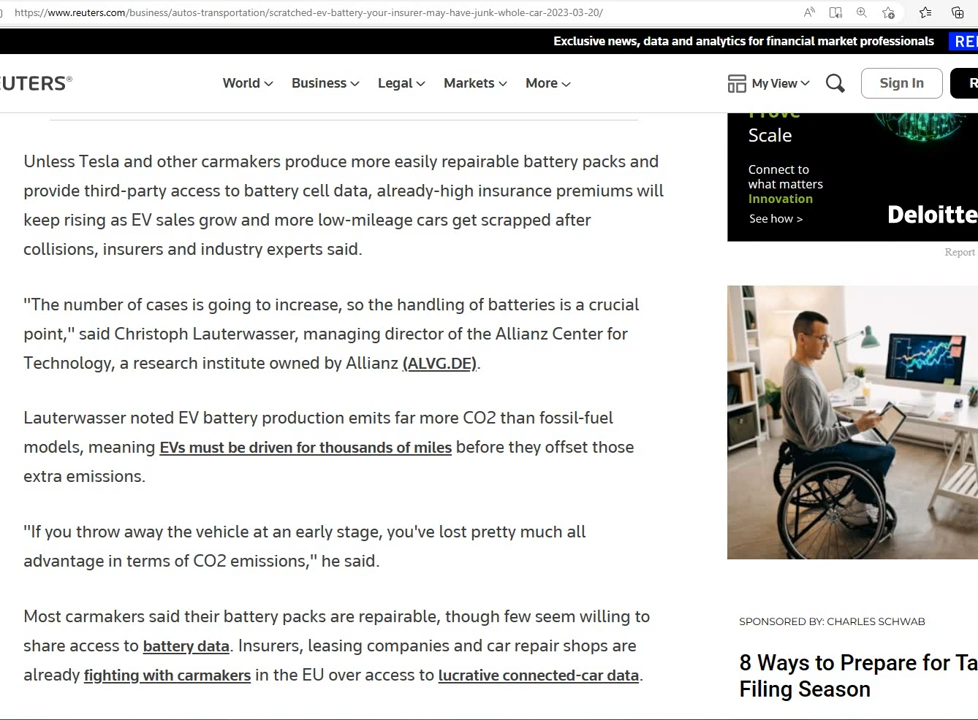 https://www.reuters.com/business/autos-transportation/scratched-ev-battery-your-insurer-may-have-junk-whole-car-2023-03-20/
Exclusive news, data and analytics for financial market professionals
EUTERS®
World
Business
Legal
Markets
More
My View
Sign In
Unless Tesla and other carmakers produce more easily repairable battery packs and
provide third-party access to battery cell data, already-high insurance premiums will
keep rising as EV sales grow and more low-mileage cars get scrapped after
collisions, insurers and industry experts said.
"The number of cases is going to increase, so the handling of batteries is a crucial
point," said Christoph Lauterwasser, managing director of the Allianz Center for
Technology, a research institute owned by Allianz (ALVG.DE).
Lauterwasser noted EV battery production emits far more CO2 than fossil-fuel
models, meaning EVs must be driven for thousands of miles before they offset those
extra emissions.
"If you throw away the vehicle at an early stage, you've lost pretty much all
advantage in terms of CO2 emissions," he said.
Most carmakers said their battery packs are repairable, though few seem willing to
share access to battery data. Insurers, leasing companies and car repair shops are
already fighting with carmakers in the EU over access to lucrative connected-car data.
Prove
Scale
Connect to
what matters
Innovation
See how >
Deloitte
Report
SPONSORED BY: CHARLES SCHWAB
8 Ways to Prepare for Ta
Filing Season